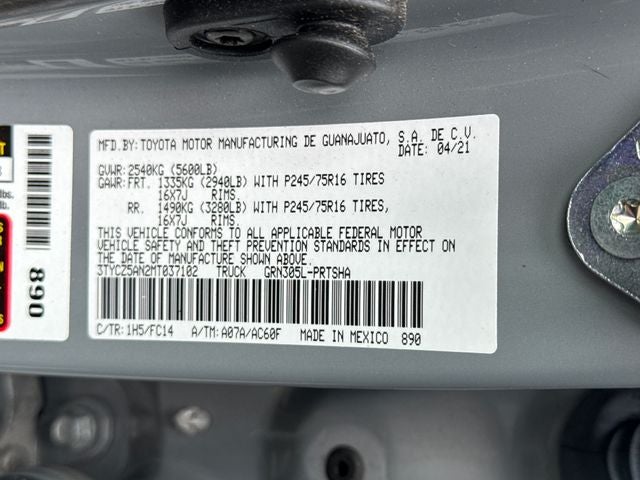 MFD.BY:TOYOTA MOTOR MANUFACTURING DE GUANAJUATO, S.A. DE C.V.
DATE: 04/21
GVWR:2540KG (5600LB)
GAWR:FRT. 1335KG (2940LB) WITH P245/75R16 TIRES
16X7J RIMS.
RR. 1490KG (3280LB) WITH P245/75R16 TIRES,
16X7J RIMS.
THIS VEHICLE CONFORMS TO ALL APPLICABLE FEDERAL MOTOR
VEHICLE SAFETY AND THEFT PREVENTION STANDARDS IN EFFECT ON
THE DATE OF MANUFACTURE SHOWN ABOVE.
3TYCZ5AN2MT037102 TRUCK GRN305L-PRTSHA
C/TR:1H5/FC14 A/TM:A07A/AC60F MADE IN MEXICO 890
890
lbs.
lb.